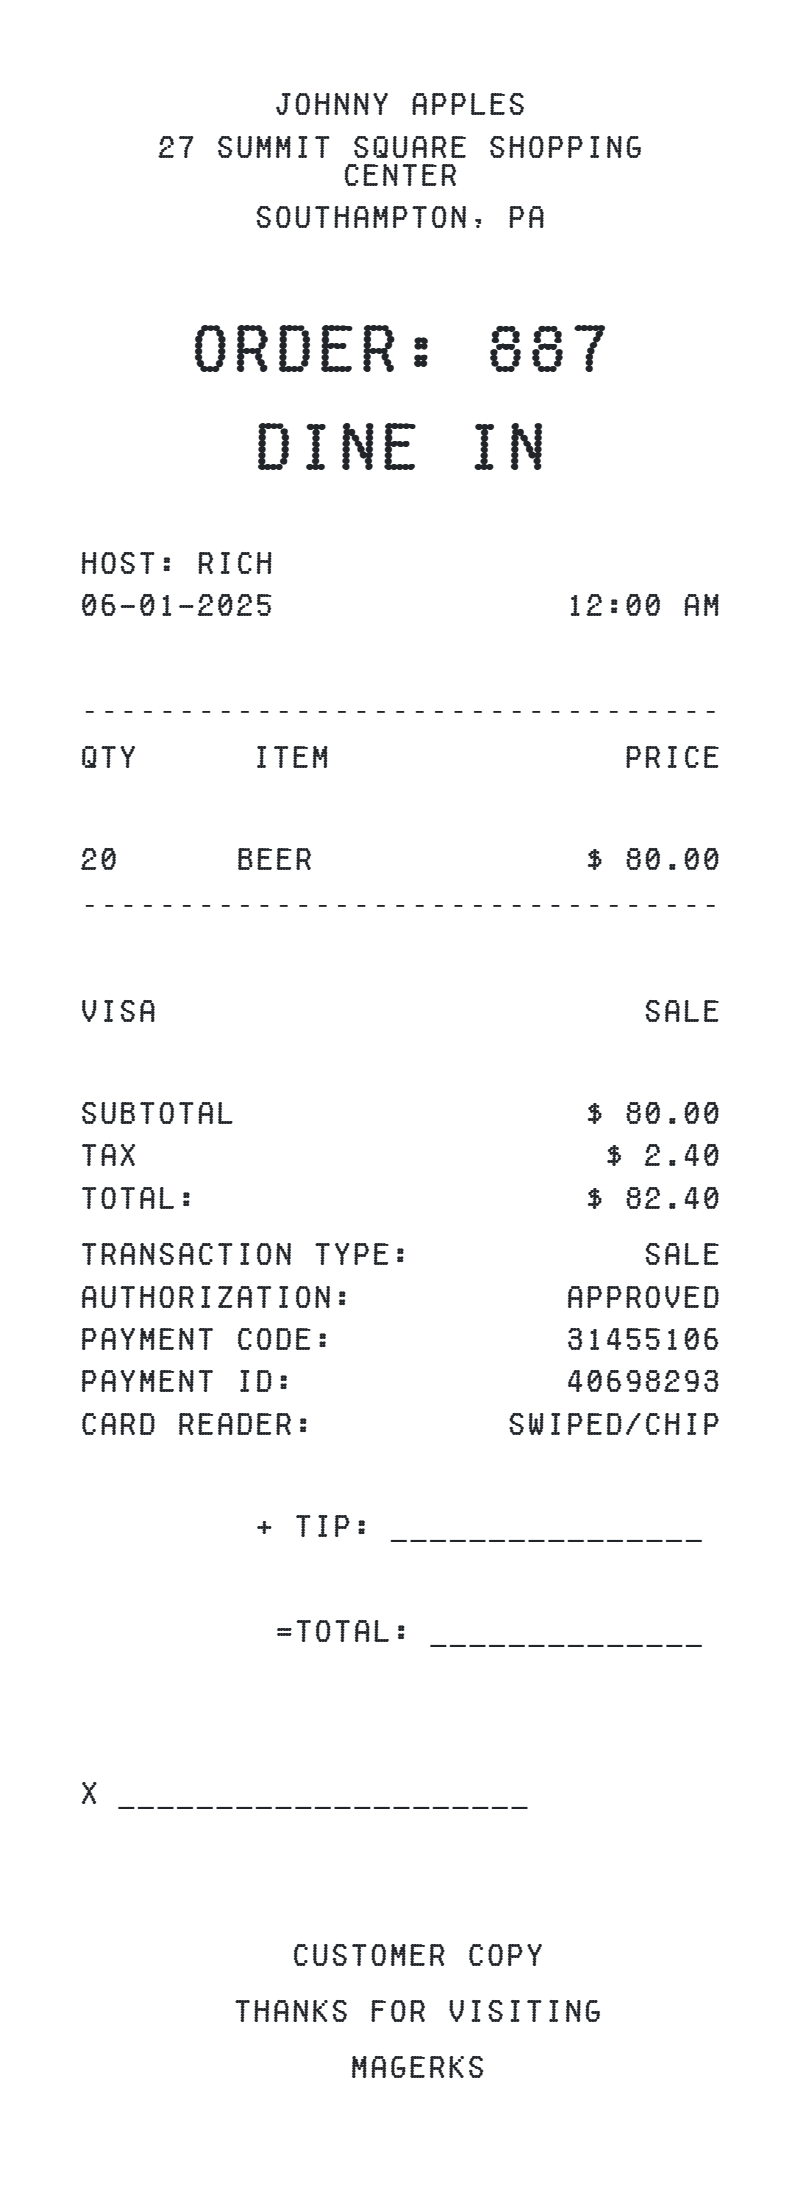 JOHNNY APPLES
27 SUMMIT SQUARE SHOPPING
CENTER
SOUTHAMPTON, PA
ORDER: 887
DINE IN
HOST: RICH
06-01-2025 12:00 AM
---------------------------------
QTY ITEM PRICE
20 BEER $ 80.00
---------------------------------
VISA SALE
SUBTOTAL $ 80.00
TAX $ 2.40
TOTAL: $ 82.40
TRANSACTION TYPE: SALE
AUTHORIZATION: APPROVED
PAYMENT CODE: 31455106
PAYMENT ID: 40698293
CARD READER: SWIPED/CHIP
+ TIP: ________________
=TOTAL: ______________
X _____________________
CUSTOMER COPY
THANKS FOR VISITING
MAGERKS